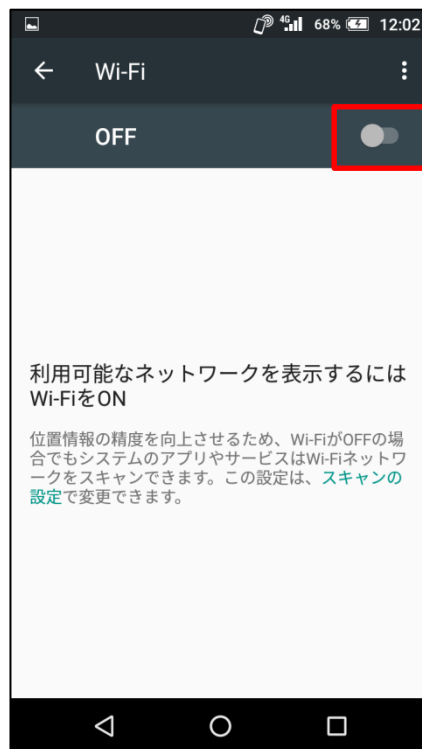 4G 68% 12:02
Wi-Fi
OFF
利用可能なネットワークを表示するには
Wi-FiをON
位置情報の精度を向上させるため、Wi-FiがOFFの場
合でもシステムのアプリやサービスはWi-Fiネットワ
ークをスキャンできます。この設定は、スキャンの
設定で変更できます。